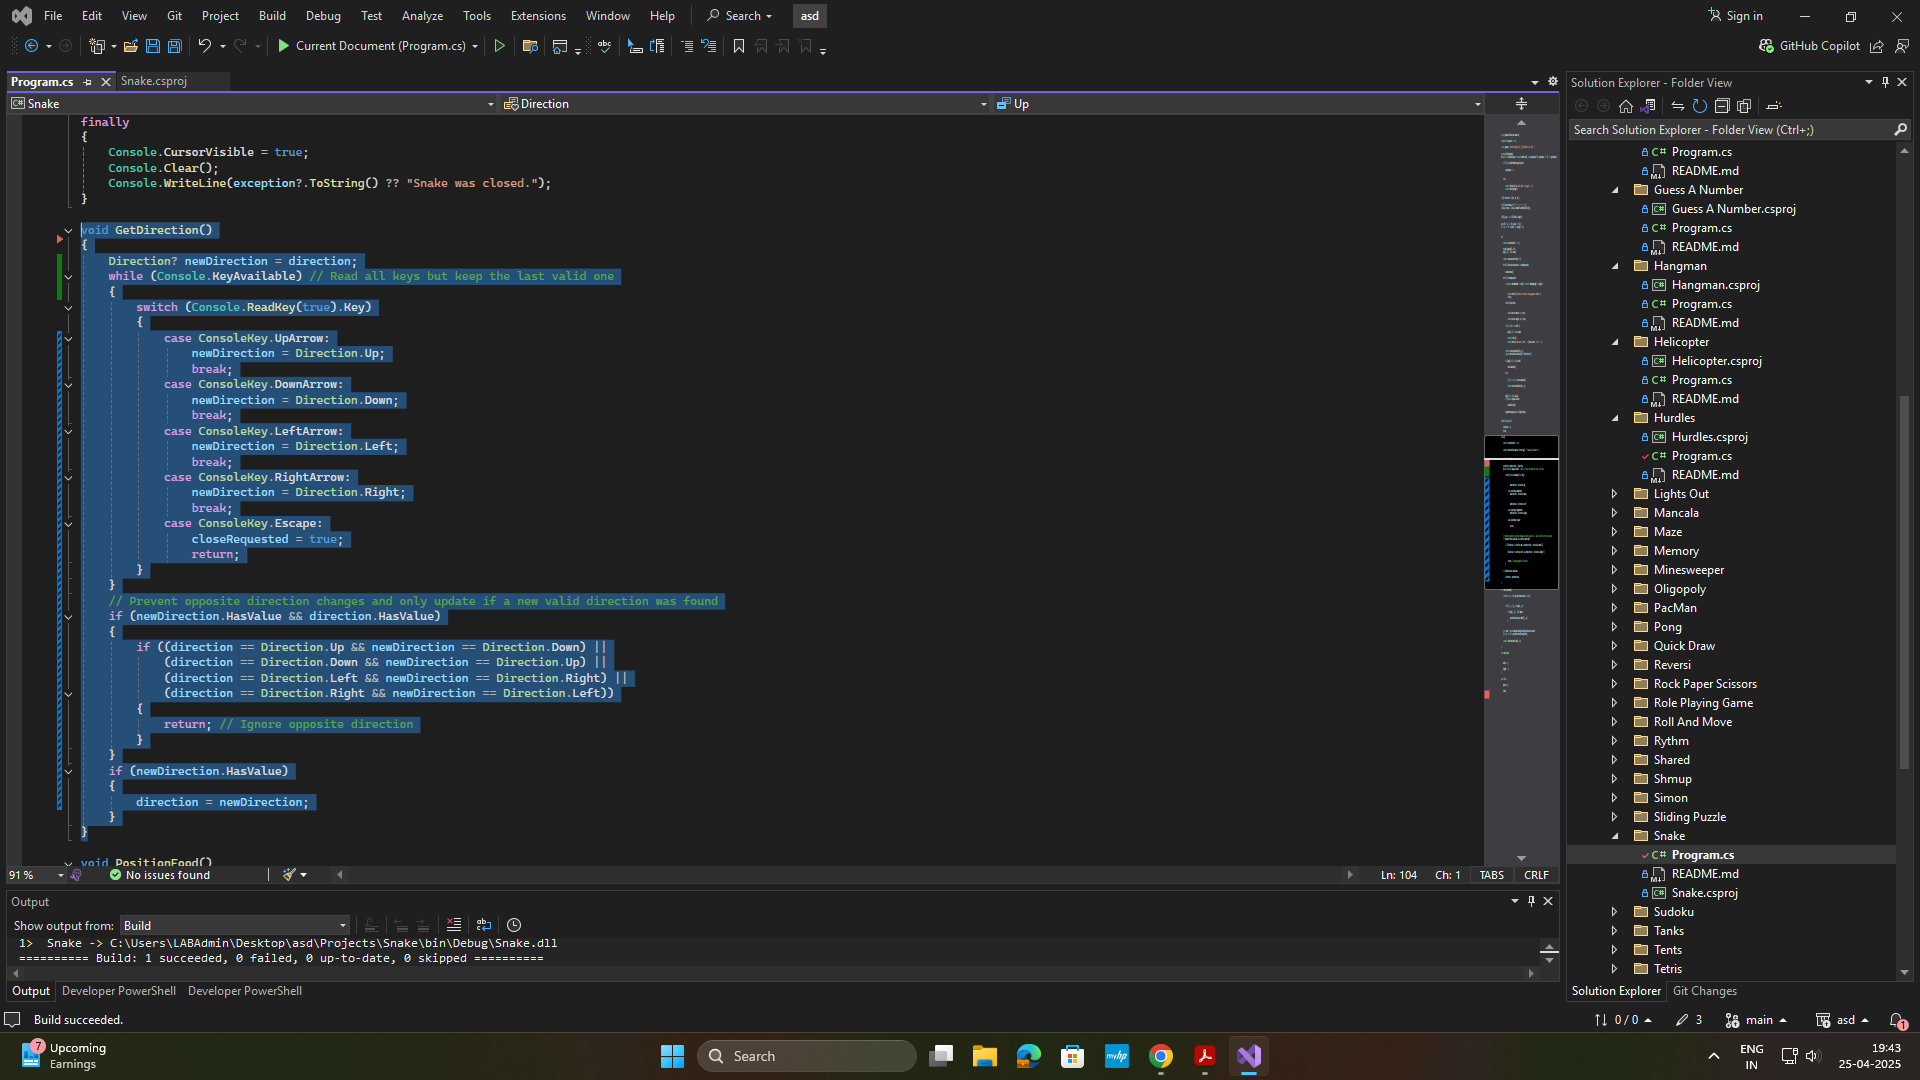 File Edit View Git Project Build Debug Test Analyze Tools Extensions Window Help Search asd Sign in
Current Document (Program.cs) GitHub Copilot
Program.cs Snake.csproj
Snake Direction Up
finally
{
Console.CursorVisible = true;
Console.Clear();
Console.WriteLine(exception?.ToString() ?? "Snake was closed.");
}
void GetDirection()
{
Direction? newDirection = direction;
while (Console.KeyAvailable) // Read all keys but keep the last valid one
{
switch (Console.ReadKey(true).Key)
{
case ConsoleKey.UpArrow:
newDirection = Direction.Up;
break;
case ConsoleKey.DownArrow:
newDirection = Direction.Down;
break;
case ConsoleKey.LeftArrow:
newDirection = Direction.Left;
break;
case ConsoleKey.RightArrow:
newDirection = Direction.Right;
break;
case ConsoleKey.Escape:
closeRequested = true;
return;
}
}
// Prevent opposite direction changes and only update if a new valid direction was found
if (newDirection.HasValue && direction.HasValue)
{
if ((direction == Direction.Up && newDirection == Direction.Down) ||
(direction == Direction.Down && newDirection == Direction.Up) ||
(direction == Direction.Left && newDirection == Direction.Right) ||
(direction == Direction.Right && newDirection == Direction.Left))
{
return; // Ignore opposite direction
}
}
if (newDirection.HasValue)
{
direction = newDirection;
}
}
void PositionFood()
91 % No issues found Ln: 104 Ch: 1 TABS CRLF
Output
Show output from: Build
1> Snake -> C:\Users\LABAdmin\Desktop\asd\Projects\Snake\bin\Debug\Snake.dll
========== Build: 1 succeeded, 0 failed, 0 up-to-date, 0 skipped ==========
Output Developer PowerShell Developer PowerShell
Solution Explorer - Folder View
Search Solution Explorer - Folder View (Ctrl+;)
C# Program.cs
README.md
Guess A Number
Guess A Number.csproj
C# Program.cs
README.md
Hangman
Hangman.csproj
C# Program.cs
README.md
Helicopter
Helicopter.csproj
C# Program.cs
README.md
Hurdles
Hurdles.csproj
C# Program.cs
README.md
Lights Out
Mancala
Maze
Memory
Minesweeper
Oligopoly
PacMan
Pong
Quick Draw
Reversi
Rock Paper Scissors
Role Playing Game
Roll And Move
Rythm
Shared
Shmup
Simon
Sliding Puzzle
Snake
C# Program.cs
README.md
Snake.csproj
Sudoku
Tanks
Tents
Tetris
Solution Explorer Git Changes
Build succeeded. 0 / 0 3 main asd 1
7 Upcoming
Earnings
Search
myhp
ENG
IN
19:43
25-04-2025